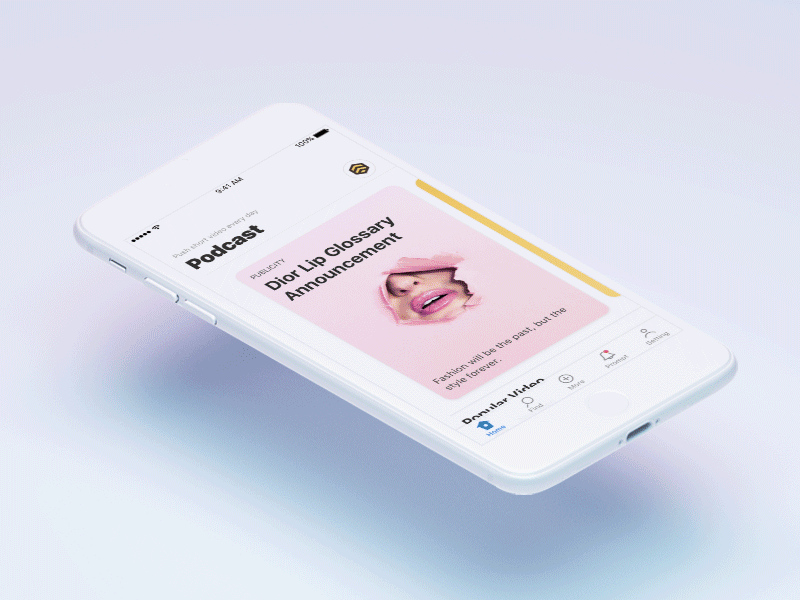 9:41 AM
100%
Push short video every day
Podcast
PUBLICITY
Dior Lip Glossary
Announcement
Fashion will be the past, but the
style forever.
Popular Video
Home
Find
More
Prompt
Setting